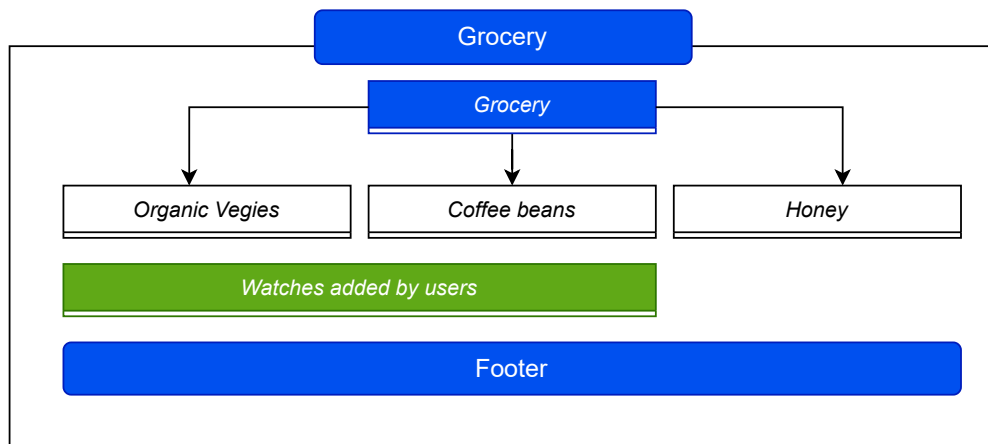 Grocery
Grocery
Organic Vegies
Coffee beans
Honey
Watches added by users
Footer